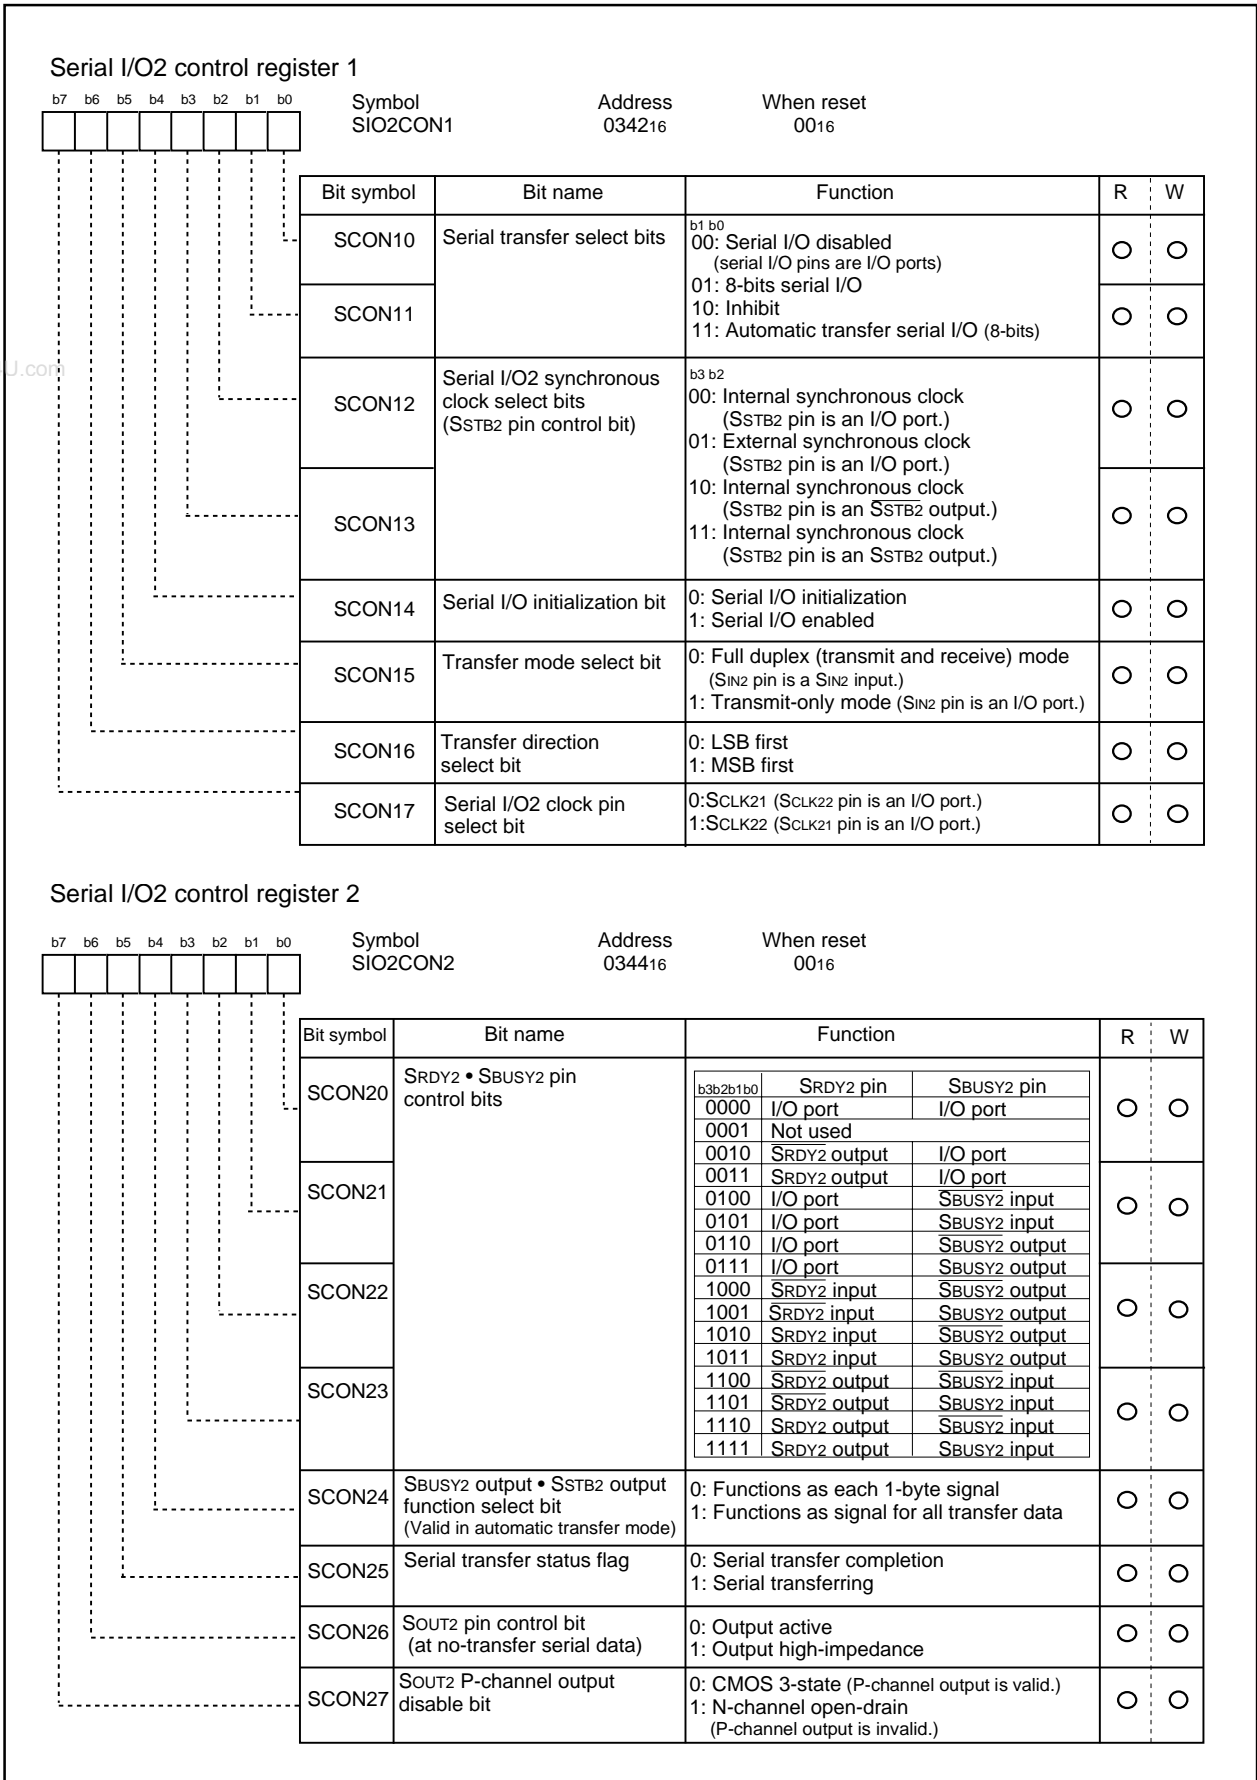 Serial I/O2 control register 1
b7 b6 b5 b4 b3 b2 b1 b0
Symbol Address When reset
SIO2CON1 034216 0016
Bit symbol Bit name Function R W
SCON10 Serial transfer select bits
b1 b0
00: Serial I/O disabled
(serial I/O pins are I/O ports)
01: 8-bits serial I/O
SCON11
10: Inhibit
11: Automatic transfer serial I/O (8-bits)
U.com
SCON12
Serial I/O2 synchronous
clock select bits
(SSTB2 pin control bit)
b3 b2
00: Internal synchronous clock
(SSTB2 pin is an I/O port.)
01: External synchronous clock
(SSTB2 pin is an I/O port.)
SCON13
10: Internal synchronous clock
(SSTB2 pin is an S̅S̅T̅B̅2̅ output.)
11: Internal synchronous clock
(SSTB2 pin is an SSTB2 output.)
SCON14 Serial I/O initialization bit
0: Serial I/O initialization
1: Serial I/O enabled
SCON15 Transfer mode select bit
0: Full duplex (transmit and receive) mode
(SIN2 pin is a SIN2 input.)
1: Transmit-only mode (SIN2 pin is an I/O port.)
SCON16
Transfer direction
select bit
0: LSB first
1: MSB first
SCON17
Serial I/O2 clock pin
select bit
0:SCLK21 (SCLK22 pin is an I/O port.)
1:SCLK22 (SCLK21 pin is an I/O port.)
Serial I/O2 control register 2
b7 b6 b5 b4 b3 b2 b1 b0
Symbol Address When reset
SIO2CON2 034416 0016
Bit symbol Bit name Function R W
SCON20
SRDY2 • SBUSY2 pin
control bits
SCON21
SCON22
SCON23
b3b2b1b0 SRDY2 pin SBUSY2 pin
0000 I/O port I/O port
0001 Not used
0010 S̅R̅D̅Y̅2̅ output I/O port
0011 SRDY2 output I/O port
0100 I/O port S̅B̅U̅S̅Y̅2̅ input
0101 I/O port SBUSY2 input
0110 I/O port S̅B̅U̅S̅Y̅2̅ output
0111 I/O port SBUSY2 output
1000 S̅R̅D̅Y̅2̅ input S̅B̅U̅S̅Y̅2̅ output
1001 S̅R̅D̅Y̅2̅ input SBUSY2 output
1010 SRDY2 input S̅B̅U̅S̅Y̅2̅ output
1011 SRDY2 input SBUSY2 output
1100 S̅R̅D̅Y̅2̅ output S̅B̅U̅S̅Y̅2̅ input
1101 S̅R̅D̅Y̅2̅ output SBUSY2 input
1110 SRDY2 output S̅B̅U̅S̅Y̅2̅ input
1111 SRDY2 output SBUSY2 input
SCON24
SBUSY2 output • SSTB2 output
function select bit
(Valid in automatic transfer mode)
0: Functions as each 1-byte signal
1: Functions as signal for all transfer data
SCON25 Serial transfer status flag
0: Serial transfer completion
1: Serial transferring
SCON26
SOUT2 pin control bit
(at no-transfer serial data)
0: Output active
1: Output high-impedance
SCON27
SOUT2 P-channel output
disable bit
0: CMOS 3-state (P-channel output is valid.)
1: N-channel open-drain
(P-channel output is invalid.)